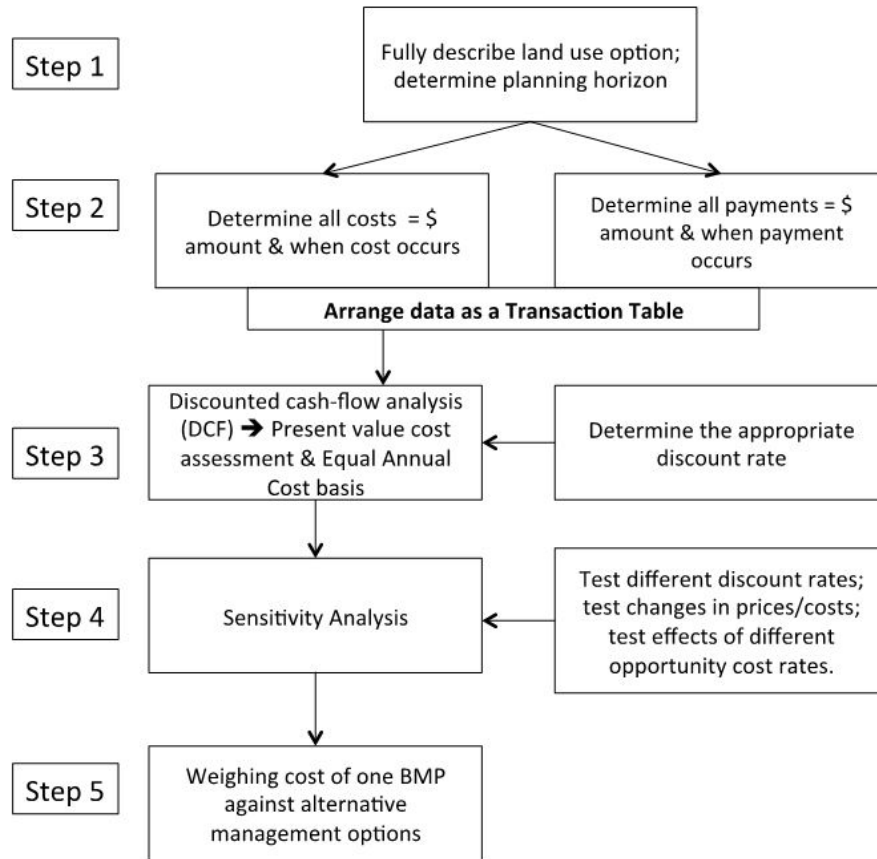 Step 1
Fully describe land use option;
determine planning horizon
Step 2
Determine all costs = $
amount & when cost occurs
Determine all payments = $
amount & when payment
occurs
Arrange data as a Transaction Table
Step 3
Discounted cash-flow analysis
(DCF) ➔ Present value cost
assessment & Equal Annual
Cost basis
Determine the appropriate
discount rate
Step 4
Sensitivity Analysis
Test different discount rates;
test changes in prices/costs;
test effects of different
opportunity cost rates.
Step 5
Weighing cost of one BMP
against alternative
management options